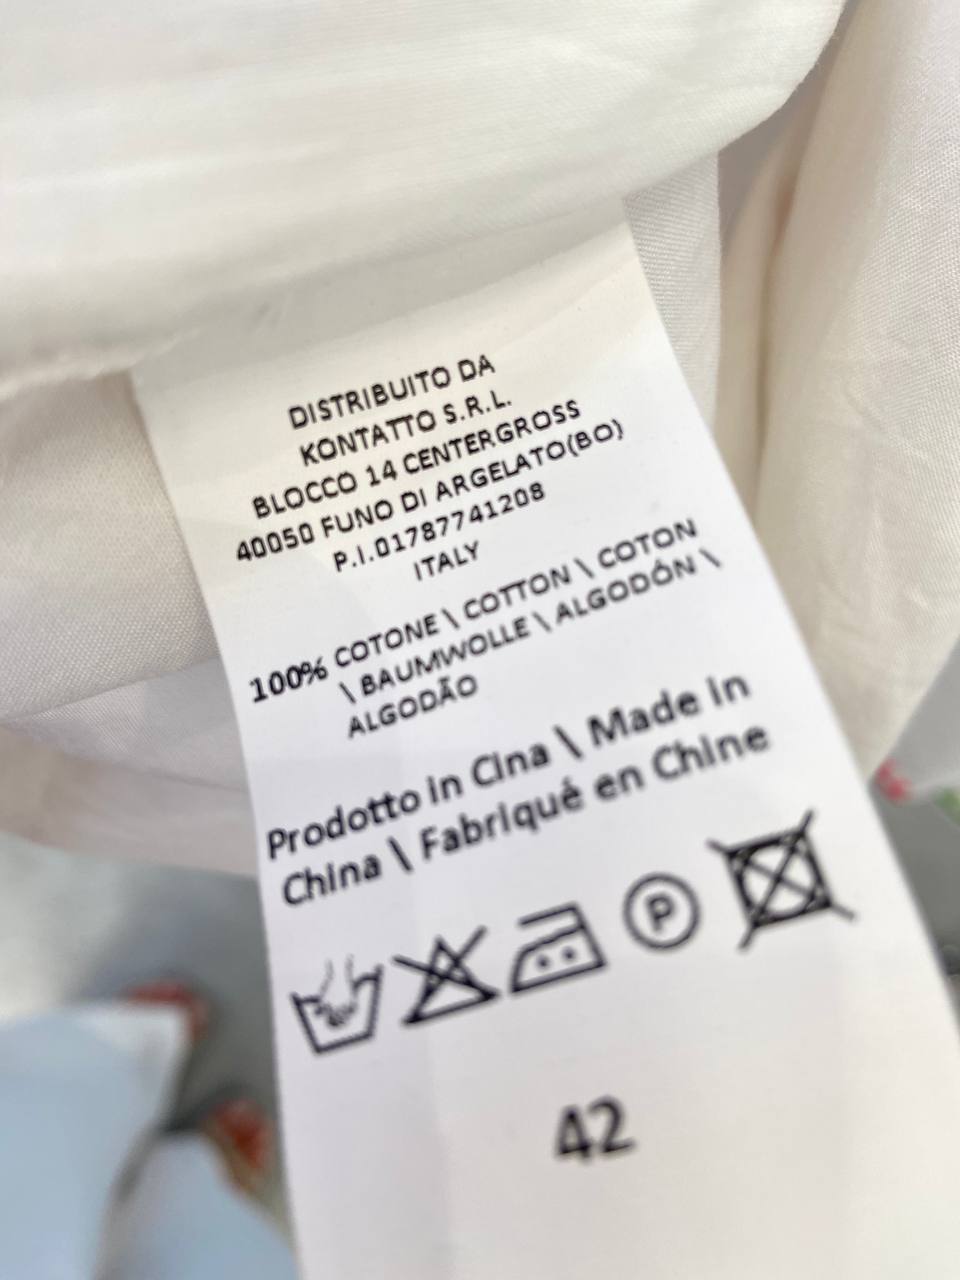 DISTRIBUITO DA
KONTATTO S.R.L.
BLOCCO 14 CENTERGROSS
40050 FUNO DI ARGELATO(BO)
P.I.01787741208
ITALY
100% COTONE \ COTTON \ COTON
\ BAUMWOLLE \ ALGODÓN \
ALGODÃO
Prodotto in Cina \ Made in
China \ Fabriqué en Chine
P
42